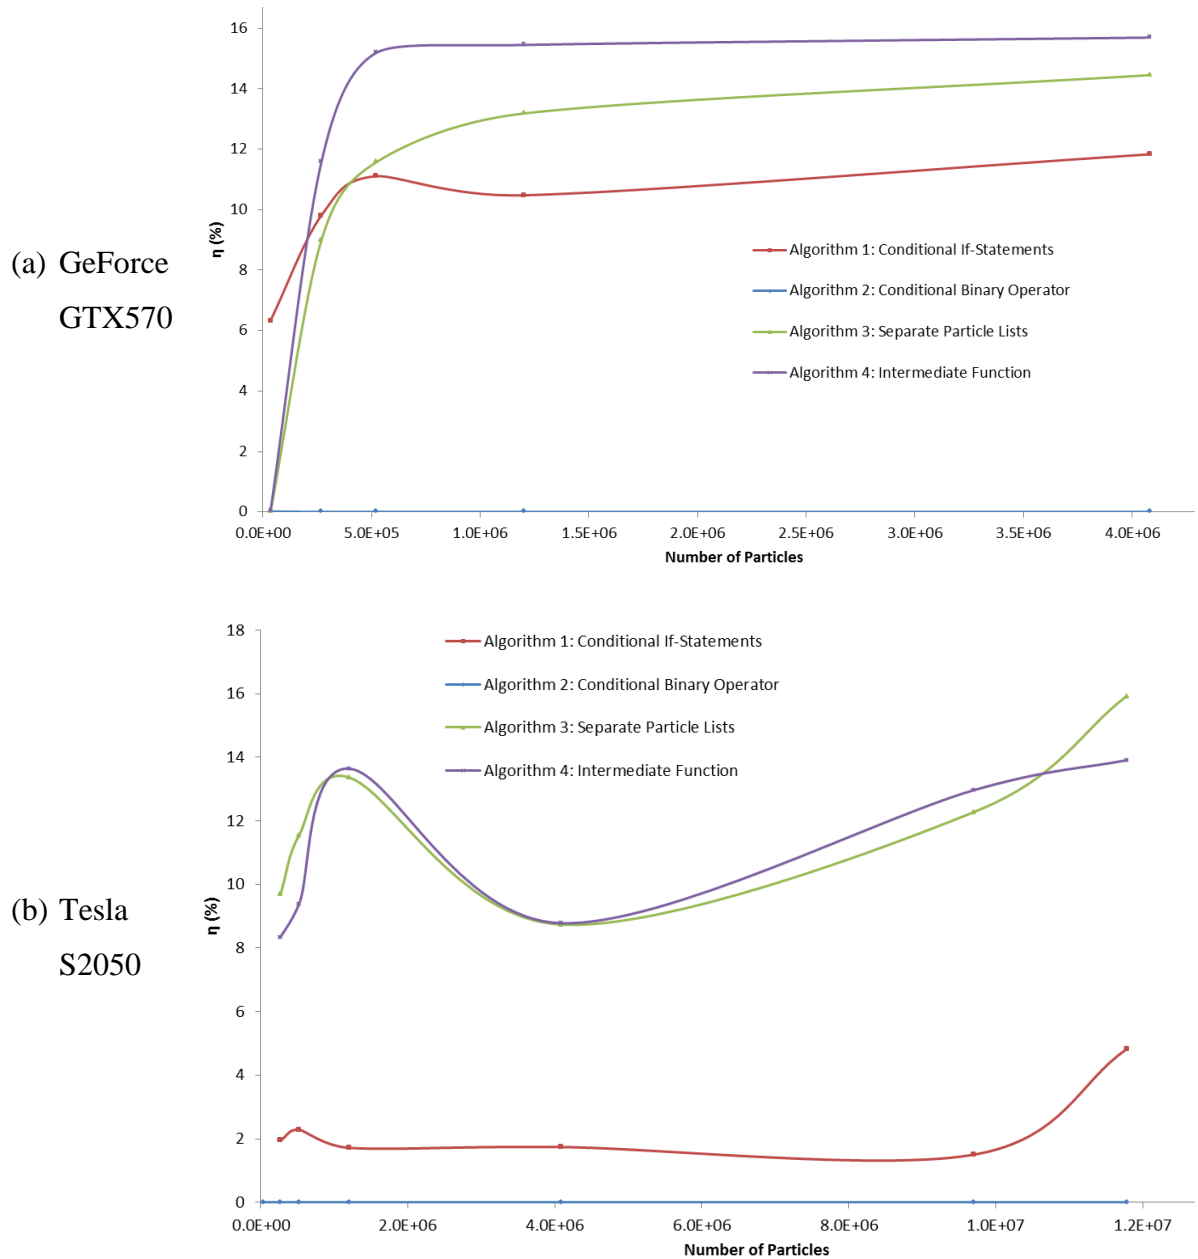 16
14
12
10
8
6
4
2
0
η (%)
(a) GeForce
GTX570
Algorithm 1: Conditional If-Statements
Algorithm 2: Conditional Binary Operator
Algorithm 3: Separate Particle Lists
Algorithm 4: Intermediate Function
0.0E+00 5.0E+05 1.0E+06 1.5E+06 2.0E+06 2.5E+06 3.0E+06 3.5E+06 4.0E+06
Number of Particles
18
16
14
12
10
8
6
4
2
0
η (%)
(b) Tesla
S2050
Algorithm 1: Conditional If-Statements
Algorithm 2: Conditional Binary Operator
Algorithm 3: Separate Particle Lists
Algorithm 4: Intermediate Function
0.0E+00 2.0E+06 4.0E+06 6.0E+06 8.0E+06 1.0E+07 1.2E+07
Number of Particles